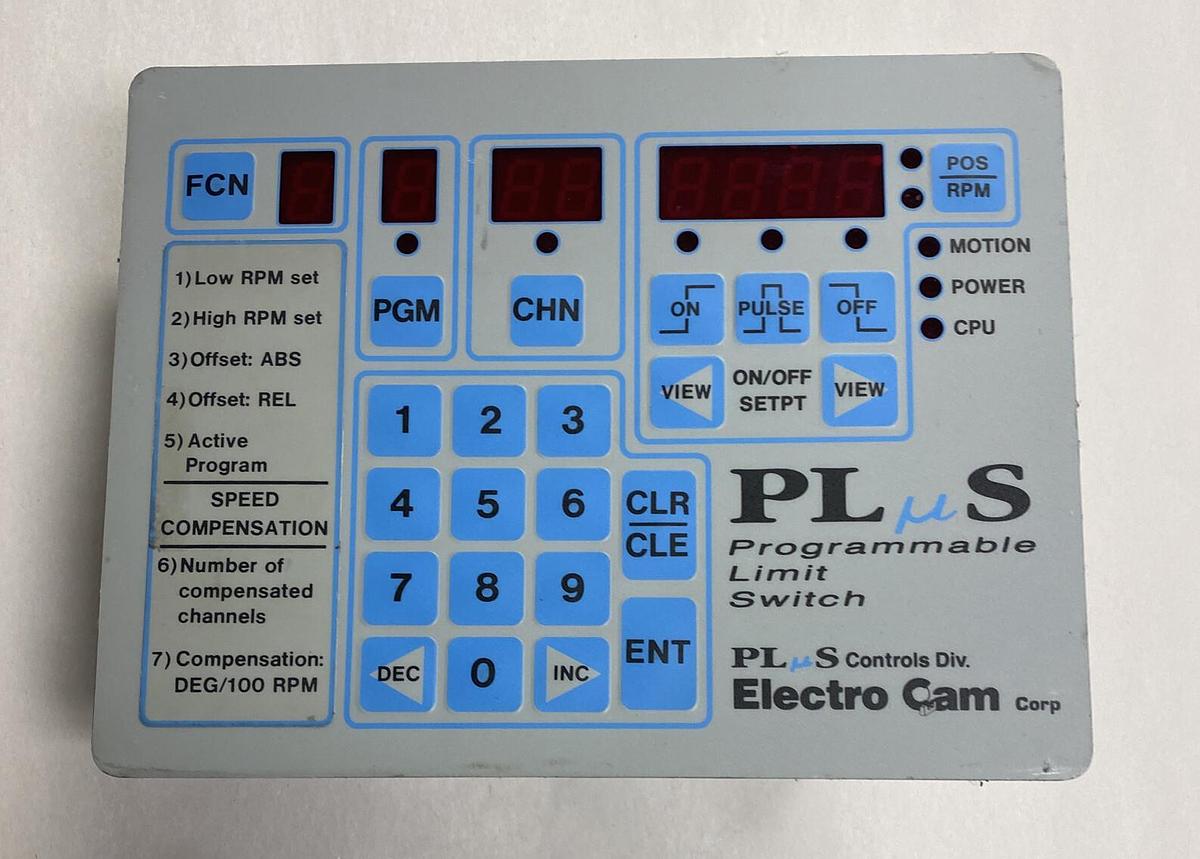 FCN
POS
RPM
MOTION
POWER
CPU
1) Low RPM set
2) High RPM set
3) Offset: ABS
4) Offset: REL
5) Active
Program
SPEED
COMPENSATION
6) Number of
compensated
channels
7) Compensation:
DEG/100 RPM
PGM
CHN
ON
PULSE
OFF
VIEW
ON/OFF
SETPT
VIEW
1 2 3
4 5 6
7 8 9
DEC 0 INC
CLR
CLE
ENT
PLμS
Programmable
Limit
Switch
PLμS Controls Div.
Electro Cam Corp